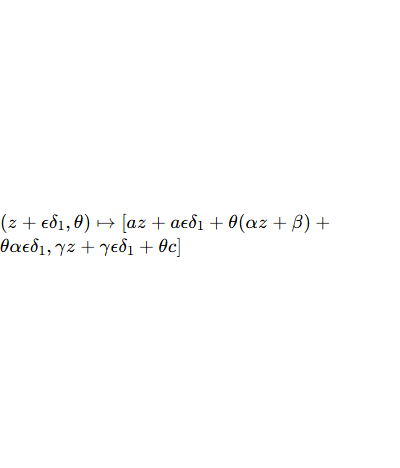 (z + ϵδ₁, θ) ↦ [az + aϵδ₁ + θ(αz + β) +
θαϵδ₁, γz + γϵδ₁ + θc]